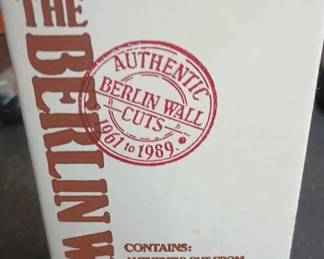 THE
BERLIN W
AUTHENTIC
BERLIN WALL
CUTS
1961 to 1989.
CONTAINS: